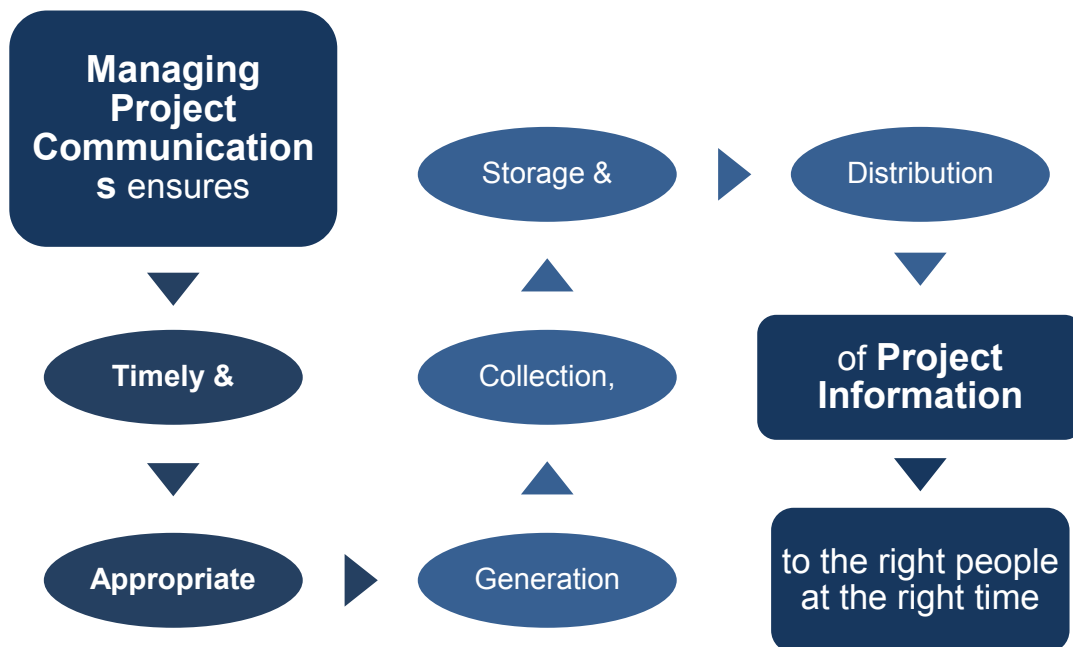 Managing
Project
Communication
s ensures
Timely &
Appropriate
Generation
Collection,
Storage &
Distribution
of Project
Information
to the right people
at the right time